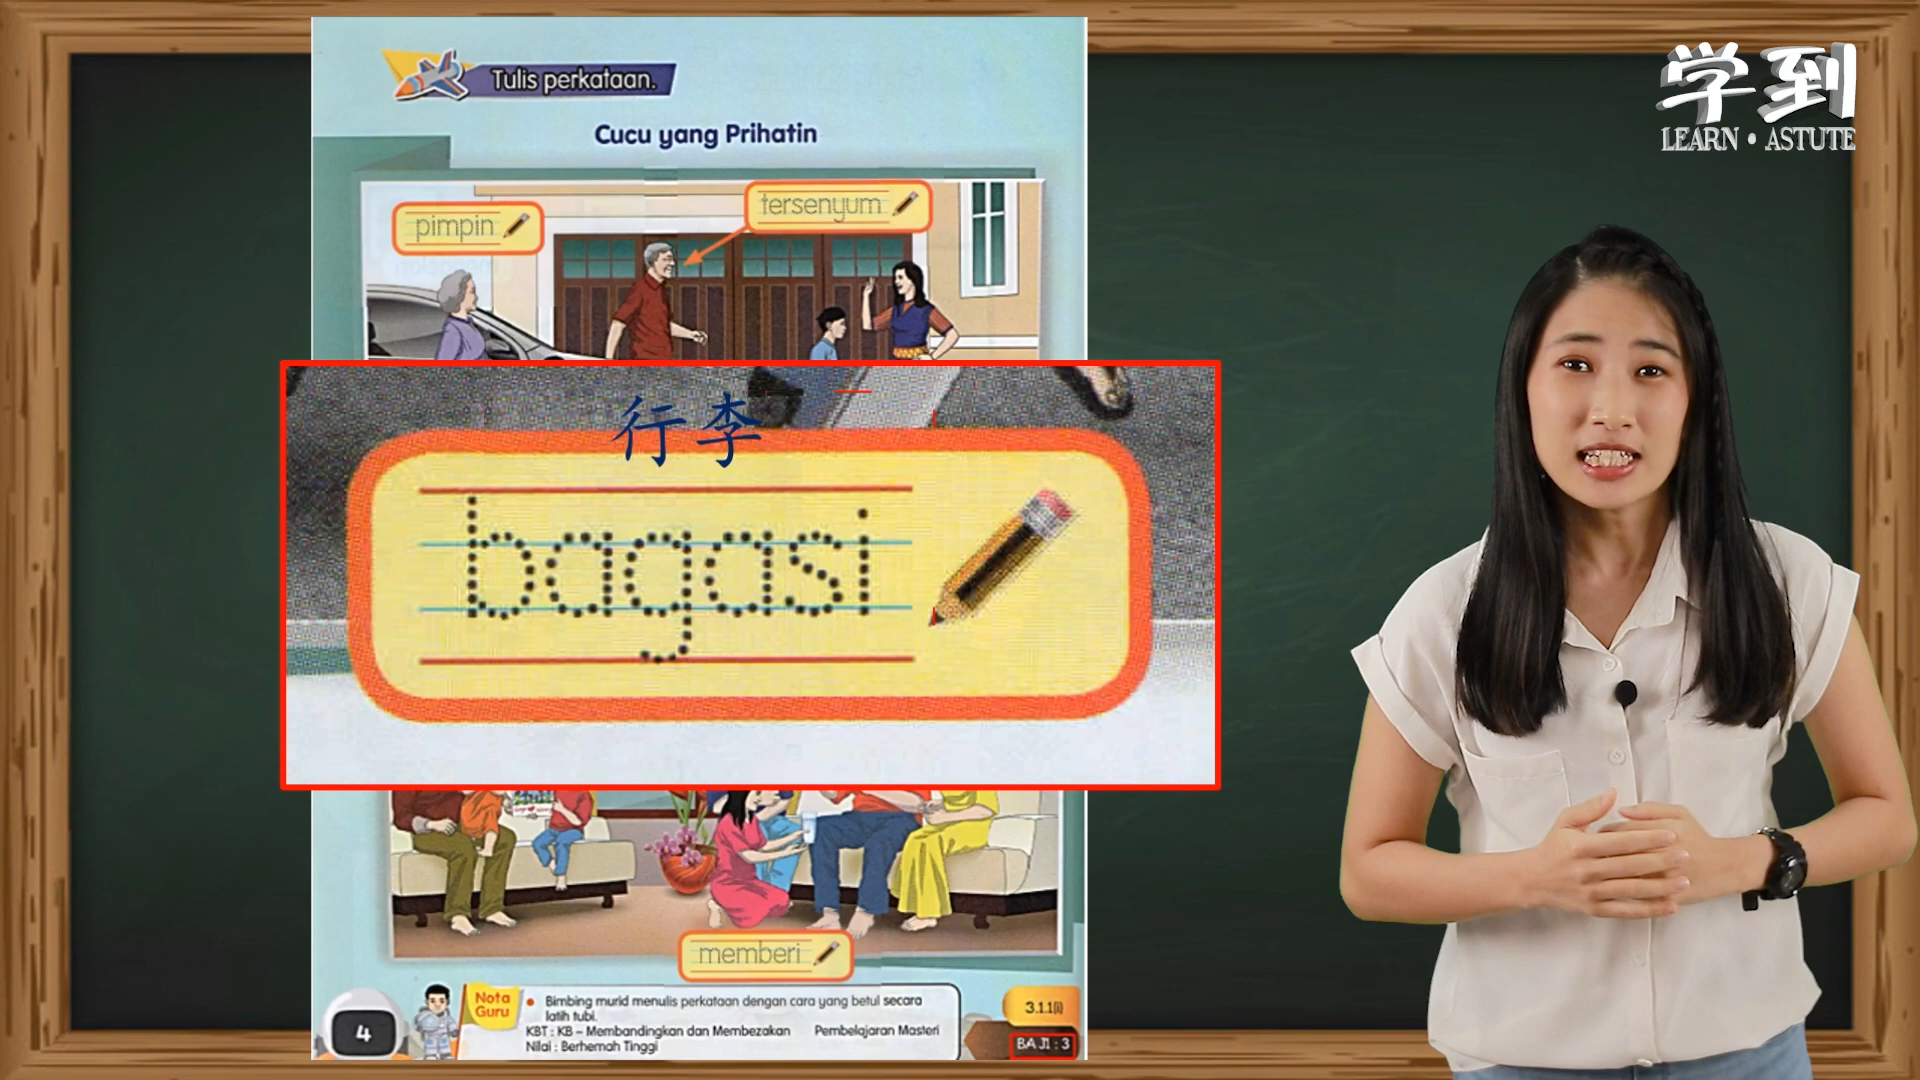 学到
LEARN • ASTUTE
Tulis perkataan.
Cucu yang Prihatin
pimpin
tersenyum
行李
bagasi
memberi
Nota
Guru
Bimbing murid menulis perkataan dengan cara yang betul secara
latih tubi.
KBT : KB – Membandingkan dan Membezakan Pembelajaran Masteri
Nilai : Berhemah Tinggi
4
3.1.1(i)
BA J1 : 3